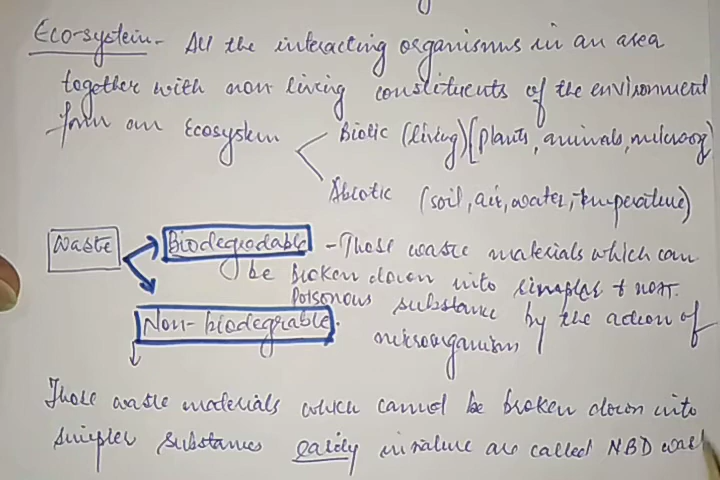 Eco-system - All the interacting organisms in an area
together with non living constituents of the environment
form an Ecosystem
Biotic (living) [plants, animals, microorg)
Abiotic (soil, air, water, temperature)
Waste
Biodegradable - Those waste materials which can
be broken down into simpler & non-
poisonous substance by the action of
microorganism
Non-biodegrable.
Those waste materials which cannot be broken down into
simpler substances easily in nature are called NBD wast